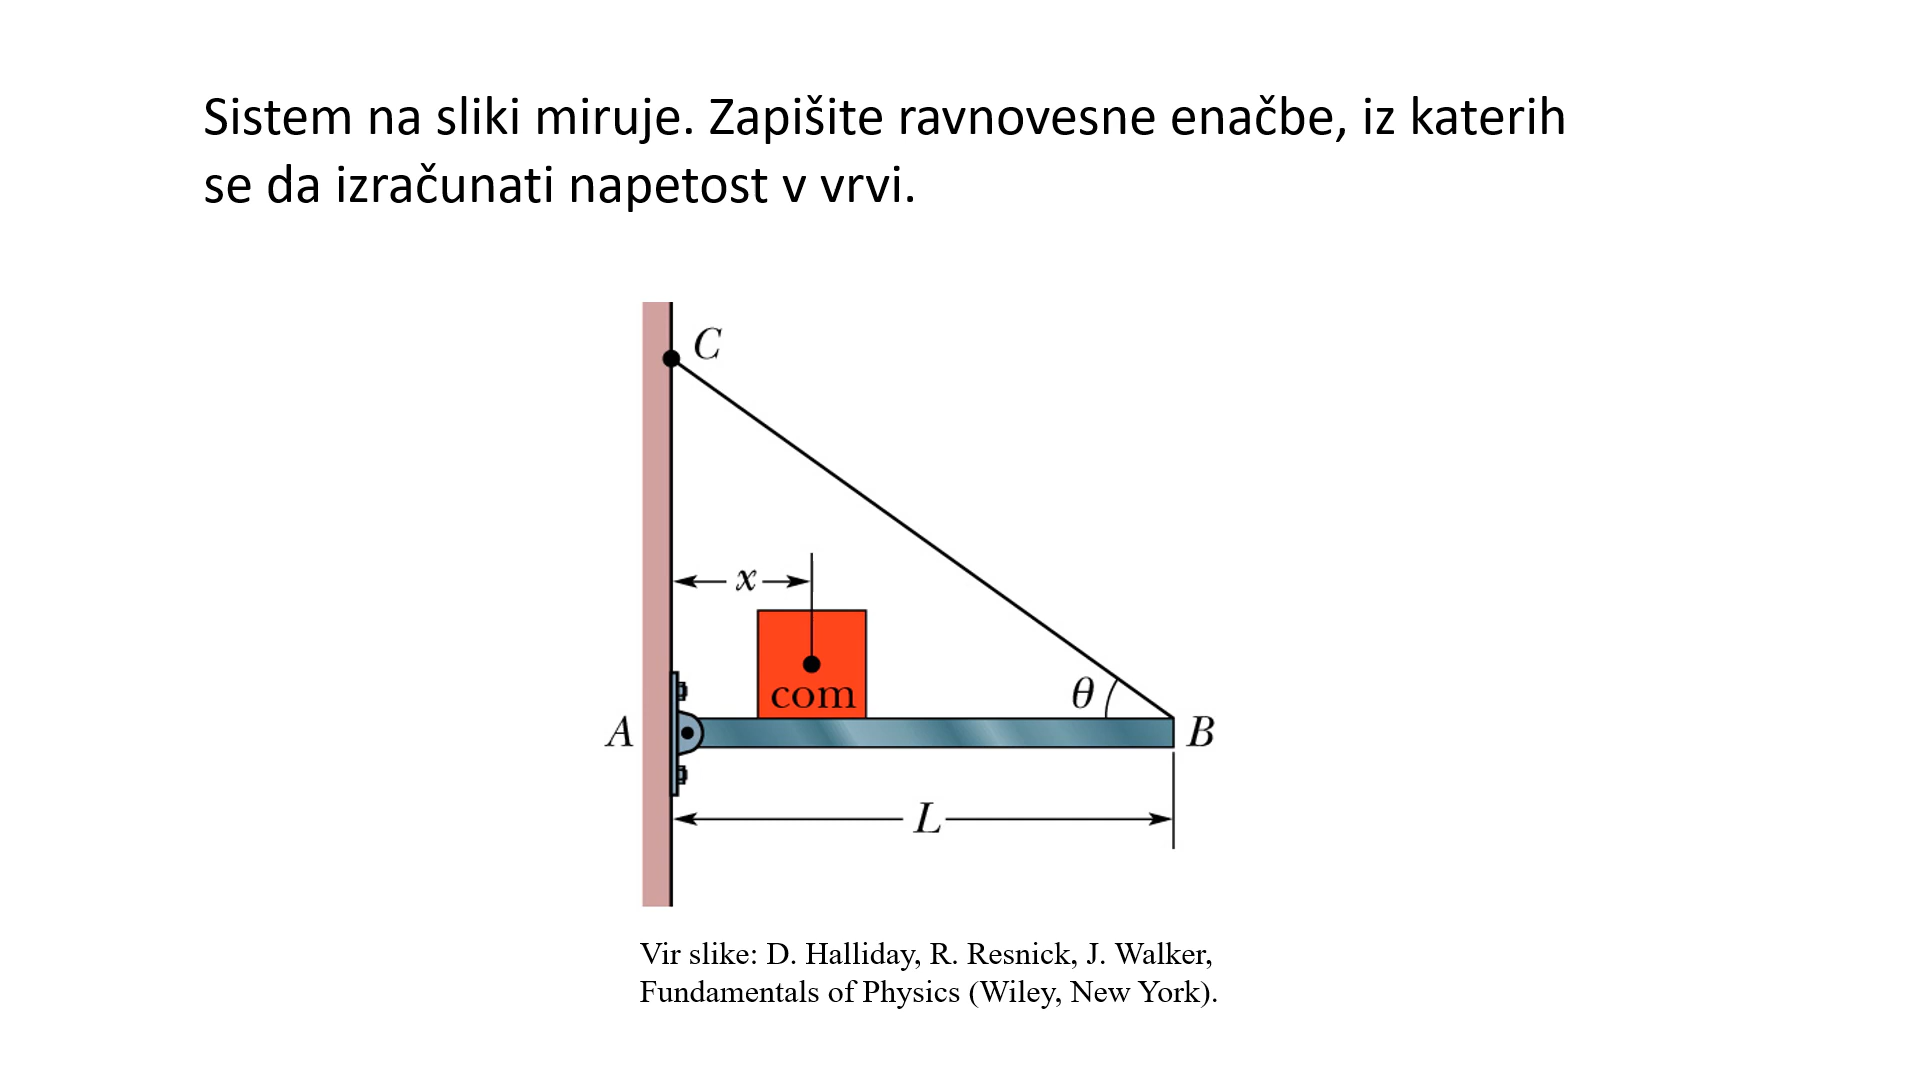 Sistem na sliki miruje. Zapišite ravnovesne enačbe, iz katerih
se da izračunati napetost v vrvi.
C
x
com
θ
A
B
L
Vir slike: D. Halliday, R. Resnick, J. Walker,
Fundamentals of Physics (Wiley, New York).